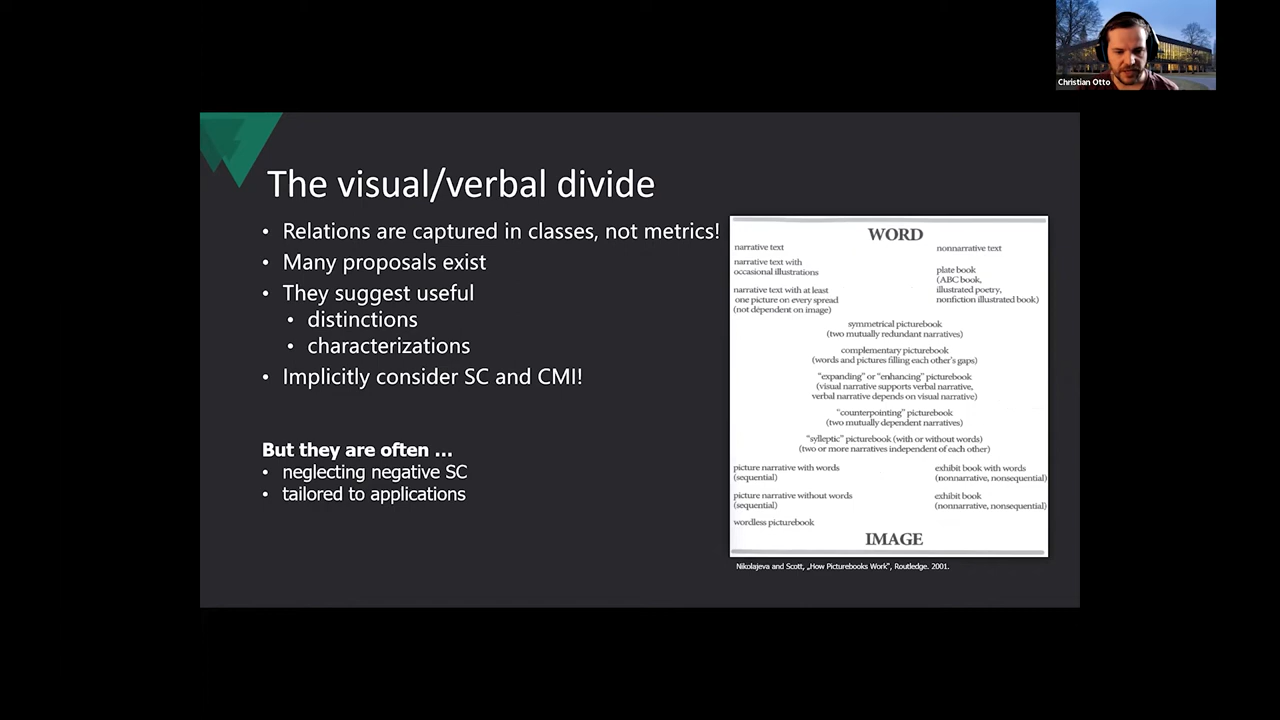 Christian Otto
The visual/verbal divide
• Relations are captured in classes, not metrics!
• Many proposals exist
• They suggest useful
• distinctions
• characterizations
• Implicitly consider SC and CMI!
But they are often ...
• neglecting negative SC
• tailored to applications
WORD
narrative text
nonnarrative text
narrative text with
occasional illustrations
plate book
(ABC book,
illustrated poetry,
nonfiction illustrated book)
narrative text with at least
one picture on every spread
(not dependent on image)
symmetrical picturebook
(two mutually redundant narratives)
complementary picturebook
(words and pictures filling each other's gaps)
"expanding" or "enhancing" picturebook
(visual narrative supports verbal narrative,
verbal narrative depends on visual narrative)
"counterpointing" picturebook
(two mutually dependent narratives)
"sylleptic" picturebook (with or without words)
(two or more narratives independent of each other)
picture narrative with words
(sequential)
exhibit book with words
(nonnarrative, nonsequential)
picture narrative without words
(sequential)
exhibit book
(nonnarrative, nonsequential)
wordless picturebook
IMAGE
Nikolajeva and Scott, „How Picturebooks Work", Routledge. 2001.